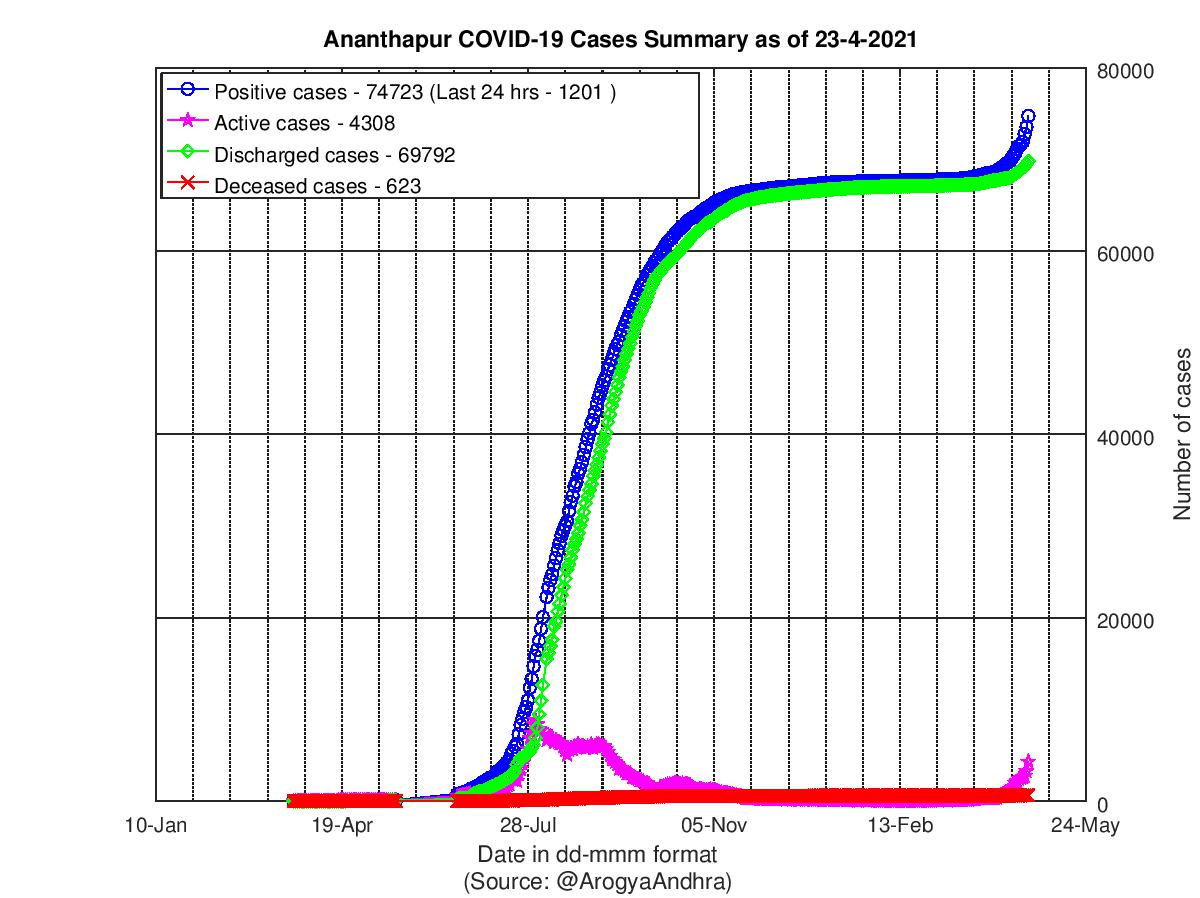 Ananthapur COVID-19 Cases Summary as of 23-4-2021
Positive cases - 74723 (Last 24 hrs - 1201 )
Active cases - 4308
Discharged cases - 69792
Deceased cases - 623
80000
60000
40000
20000
0
Number of cases
10-Jan 19-Apr 28-Jul 05-Nov 13-Feb 24-May
Date in dd-mmm format
(Source: @ArogyaAndhra)